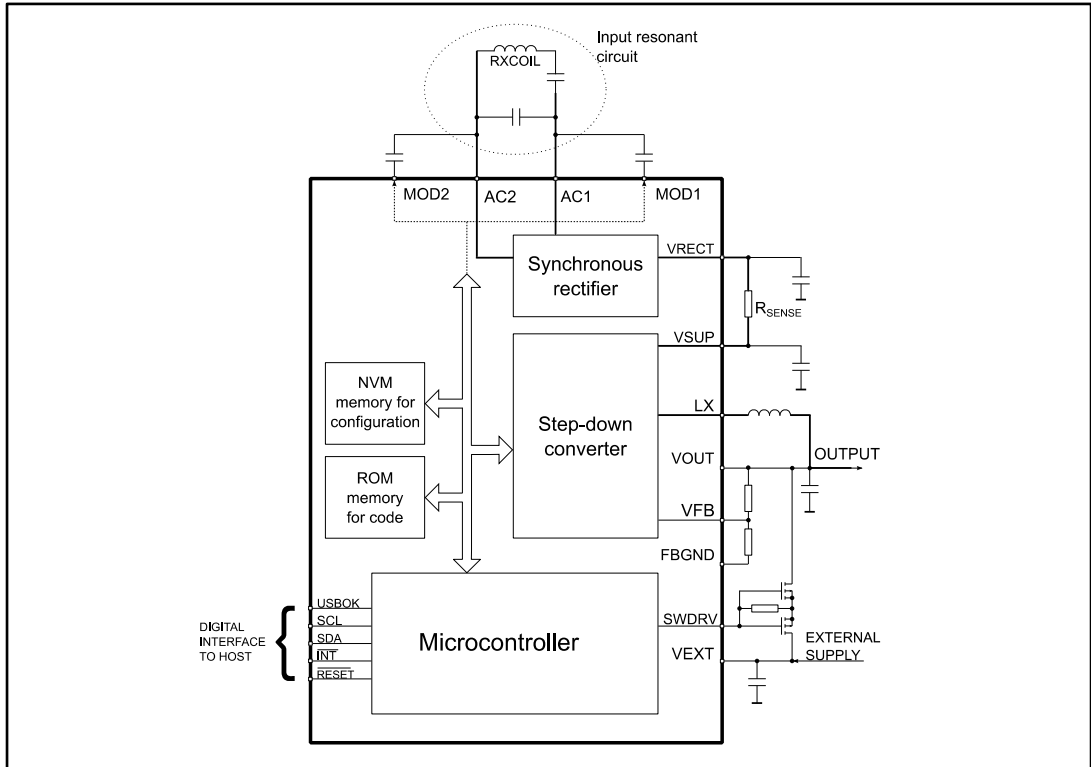 Input resonant
circuit
RXCOIL
MOD2
AC2
AC1
MOD1
Synchronous
rectifier
VRECT
RSENSE
VSUP
NVM
memory for
configuration
Step-down
converter
LX
VOUT
OUTPUT
ROM
memory
for code
VFB
FBGND
USBOK
SCL
SDA
INT
RESET
DIGITAL
INTERFACE
TO HOST
Microcontroller
SWDRV
VEXT
EXTERNAL
SUPPLY